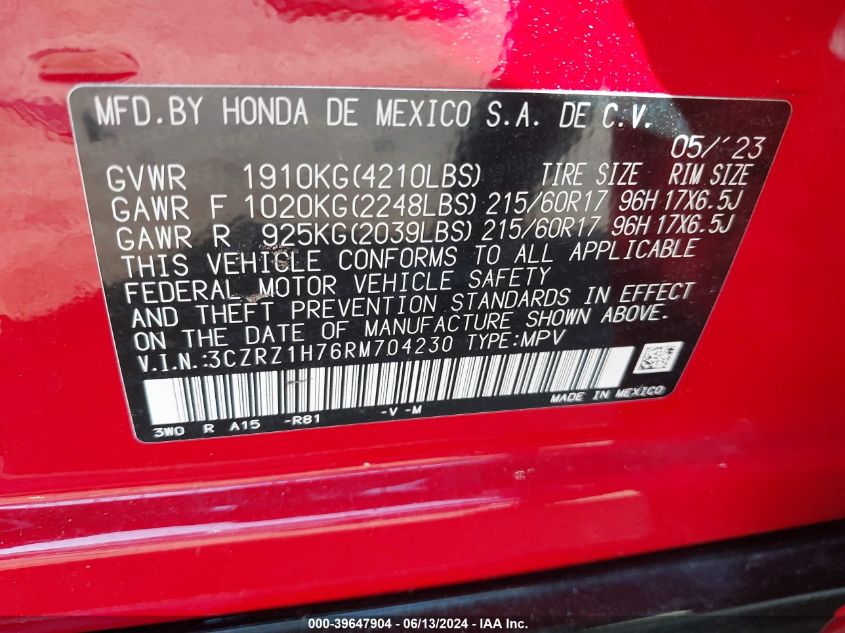 MFD.BY HONDA DE MEXICO S.A. DE C.V.
05/'23
GVWR 1910KG(4210LBS) TIRE SIZE RIM SIZE
GAWR F 1020KG(2248LBS) 215/60R17 96H 17X6.5J
GAWR R 925KG(2039LBS) 215/60R17 96H 17X6.5J
THIS VEHICLE CONFORMS TO ALL APPLICABLE
FEDERAL MOTOR VEHICLE SAFETY
AND THEFT PREVENTION STANDARDS IN EFFECT
ON THE DATE OF MANUFACTURE SHOWN ABOVE.
V.I.N.:3CZRZ1H76RM704230 TYPE:MPV
MADE IN MEXICO
3W0 R A15 -R81 -V -M
000-39647904 - 06/13/2024 - IAA Inc.